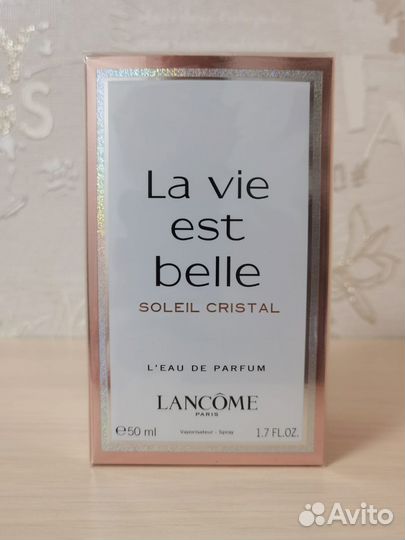 La vie
est
belle
SOLEIL CRISTAL
L'EAU DE PARFUM
LANCÔME
PARIS
℮50 ml Vaporisateur - Spray 1.7 FL.OZ.
Avito